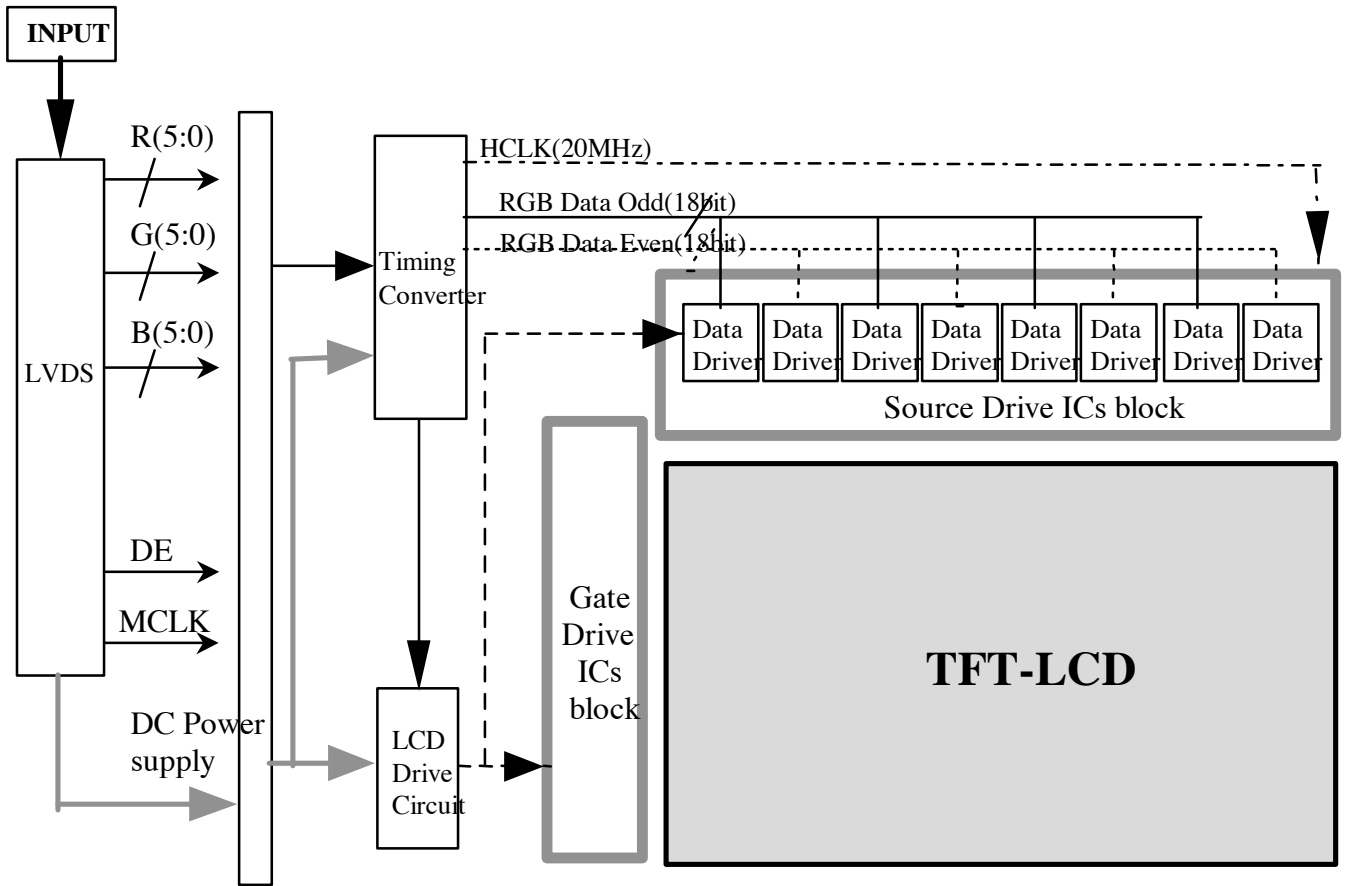 INPUT
R(5:0)
G(5:0)
B(5:0)
LVDS
DE
MCLK
DC Power
supply
Timing
Converter
HCLK(20MHz)
RGB Data Odd(18bit)
RGB Data Even(18bit)
Data
Driver
Data
Driver
Data
Driver
Data
Driver
Data
Driver
Data
Driver
Data
Driver
Data
Driver
Source Drive ICs block
LCD
Drive
Circuit
Gate
Drive
ICs
block
TFT-LCD